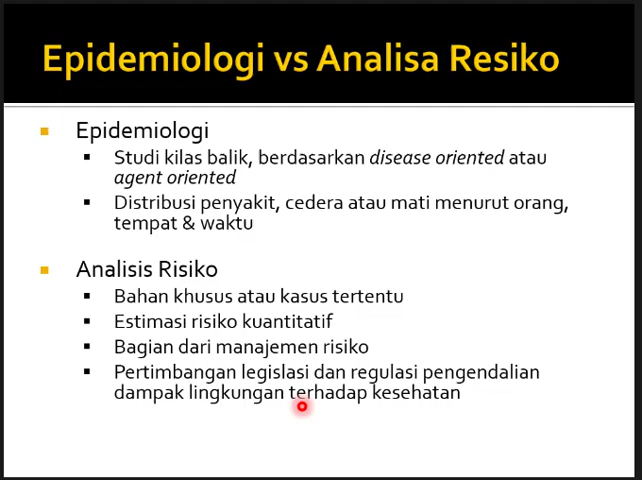 Epidemiologi vs Analisa Resiko
Epidemiologi
Studi kilas balik, berdasarkan disease oriented atau
agent oriented
Distribusi penyakit, cedera atau mati menurut orang,
tempat & waktu
Analisis Risiko
Bahan khusus atau kasus tertentu
Estimasi risiko kuantitatif
Bagian dari manajemen risiko
Pertimbangan legislasi dan regulasi pengendalian
dampak lingkungan terhadap kesehatan